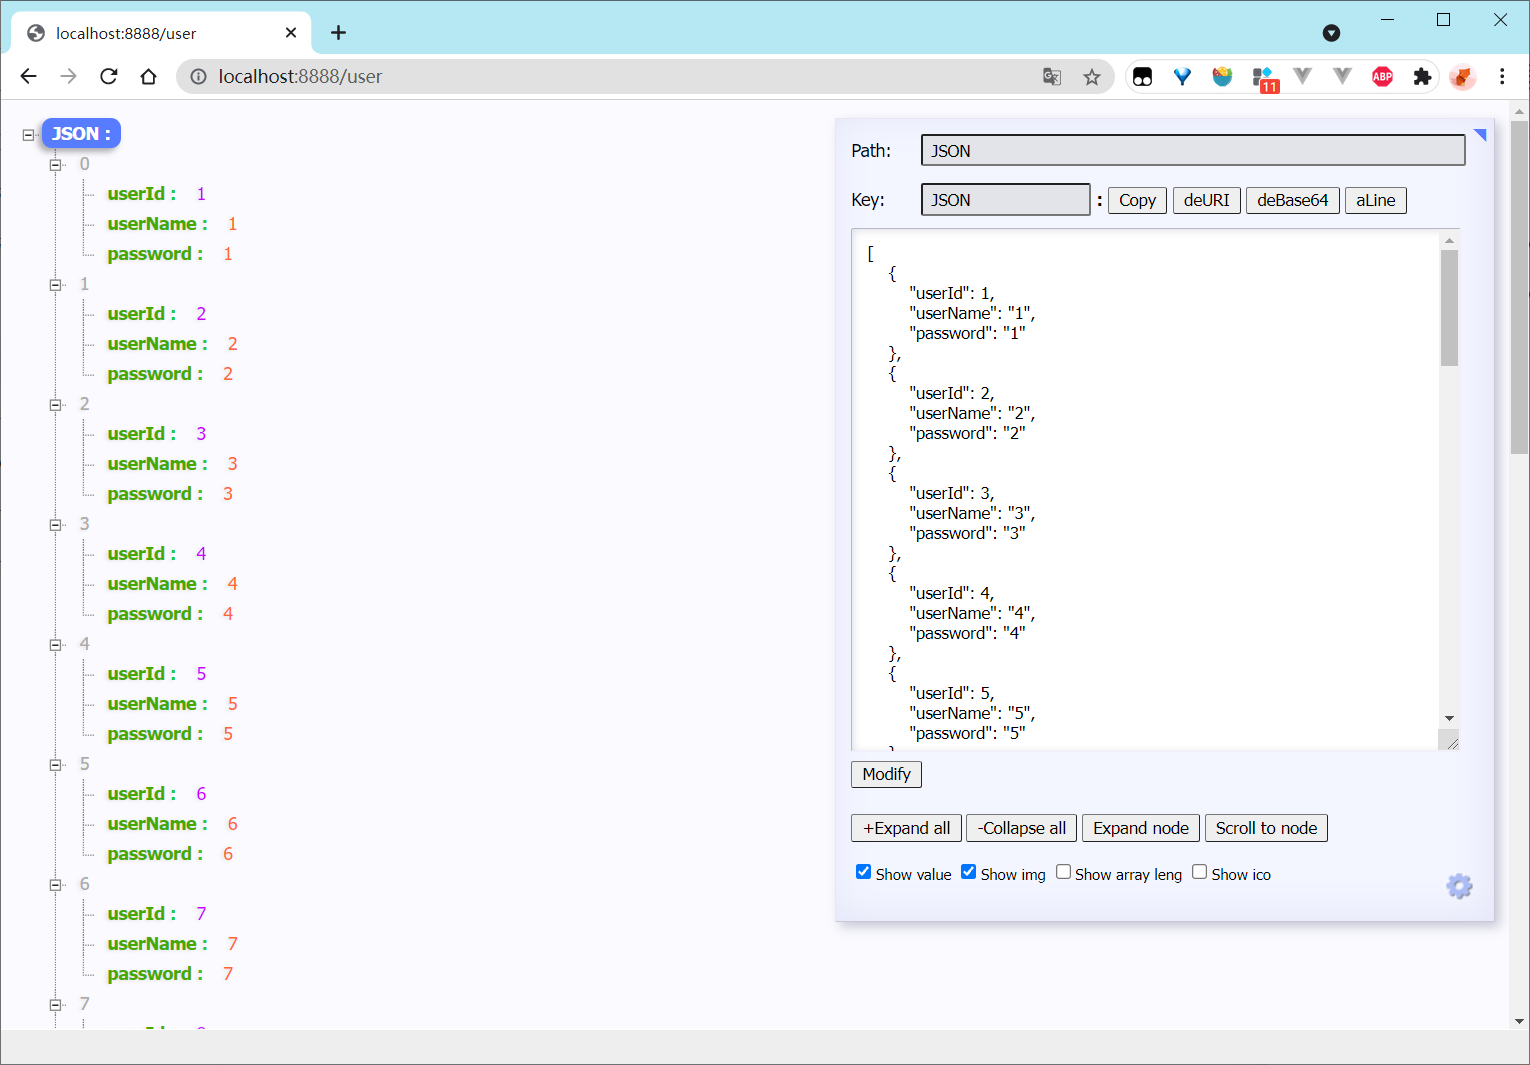 localhost:8888/user
localhost:8888/user
11
ABP
JSON :
0
userId : 1
userName : 1
password : 1
1
userId : 2
userName : 2
password : 2
2
userId : 3
userName : 3
password : 3
3
userId : 4
userName : 4
password : 4
4
userId : 5
userName : 5
password : 5
5
userId : 6
userName : 6
password : 6
6
userId : 7
userName : 7
password : 7
7
Path: JSON
Key: JSON : Copy deURI deBase64 aLine
[
{
"userId": 1,
"userName": "1",
"password": "1"
},
{
"userId": 2,
"userName": "2",
"password": "2"
},
{
"userId": 3,
"userName": "3",
"password": "3"
},
{
"userId": 4,
"userName": "4",
"password": "4"
},
{
"userId": 5,
"userName": "5",
"password": "5"
Modify
+Expand all -Collapse all Expand node Scroll to node
Show value Show img Show array leng Show ico